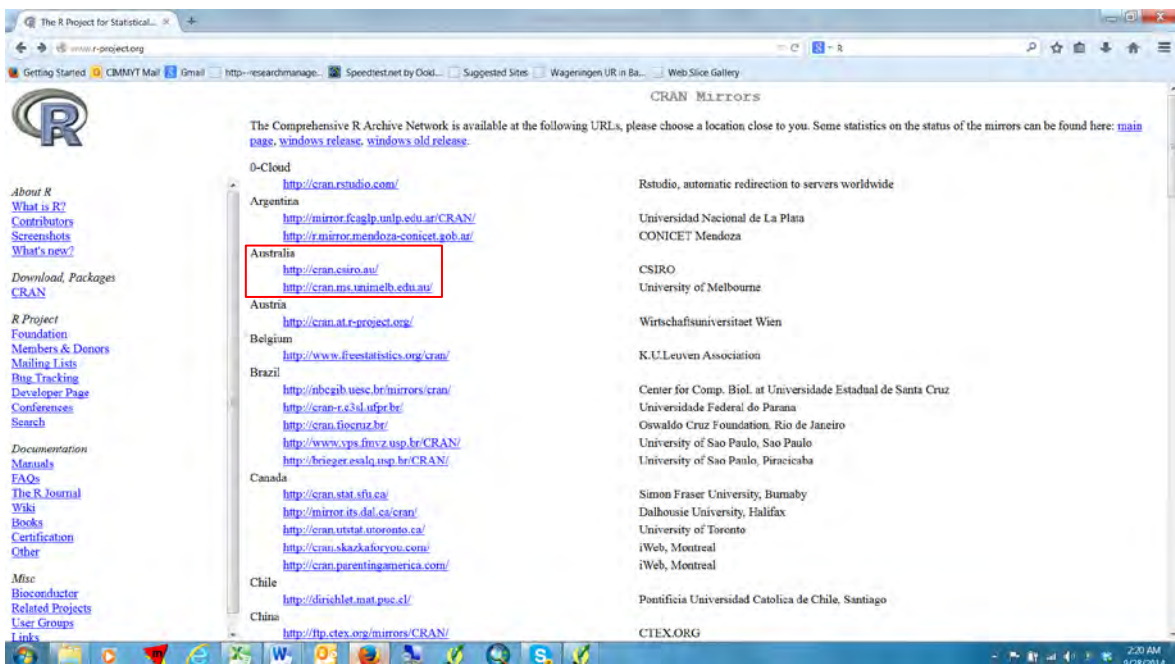 The R Project for Statistical...
www.r-project.org
R
Getting Started CIMMYT Mail Gmail http--researchmanage... Speedtest.net by Ookl... Suggested Sites Wageningen UR in Ba... Web Slice Gallery
R
About R
What is R?
Contributors
Screenshots
What's new?
Download, Packages
CRAN
R Project
Foundation
Members & Donors
Mailing Lists
Bug Tracking
Developer Page
Conferences
Search
Documentation
Manuals
FAQs
The R Journal
Wiki
Books
Certification
Other
Misc
Bioconductor
Related Projects
User Groups
Links
CRAN Mirrors
The Comprehensive R Archive Network is available at the following URLs, please choose a location close to you. Some statistics on the status of the mirrors can be found here: main
page, windows release, windows old release.
0-Cloud
http://cran.rstudio.com/ Rstudio, automatic redirection to servers worldwide
Argentina
http://mirror.fcaglp.unlp.edu.ar/CRAN/ Universidad Nacional de La Plata
http://r.mirror.mendoza-conicet.gob.ar/ CONICET Mendoza
Australia
http://cran.csiro.au/ CSIRO
http://cran.ms.unimelb.edu.au/ University of Melbourne
Austria
http://cran.at.r-project.org/ Wirtschaftsuniversitaet Wien
Belgium
http://www.freestatistics.org/cran/ K.U.Leuven Association
Brazil
http://nbcgib.uesc.br/mirrors/cran/ Center for Comp. Biol. at Universidade Estadual de Santa Cruz
http://cran-r.c3sl.ufpr.br/ Universidade Federal do Parana
http://cran.fiocruz.br/ Oswaldo Cruz Foundation, Rio de Janeiro
http://www.vps.fmvz.usp.br/CRAN/ University of Sao Paulo, Sao Paulo
http://brieger.esalq.usp.br/CRAN/ University of Sao Paulo, Piracicaba
Canada
http://cran.stat.sfu.ca/ Simon Fraser University, Burnaby
http://mirror.its.dal.ca/cran/ Dalhousie University, Halifax
http://cran.utstat.utoronto.ca/ University of Toronto
http://cran.skazkaforyou.com/ iWeb, Montreal
http://cran.parentingamerica.com/ iWeb, Montreal
Chile
http://dirichlet.mat.puc.cl/ Pontificia Universidad Catolica de Chile, Santiago
China
http://ftp.ctex.org/mirrors/CRAN/ CTEX.ORG
2:20 AM